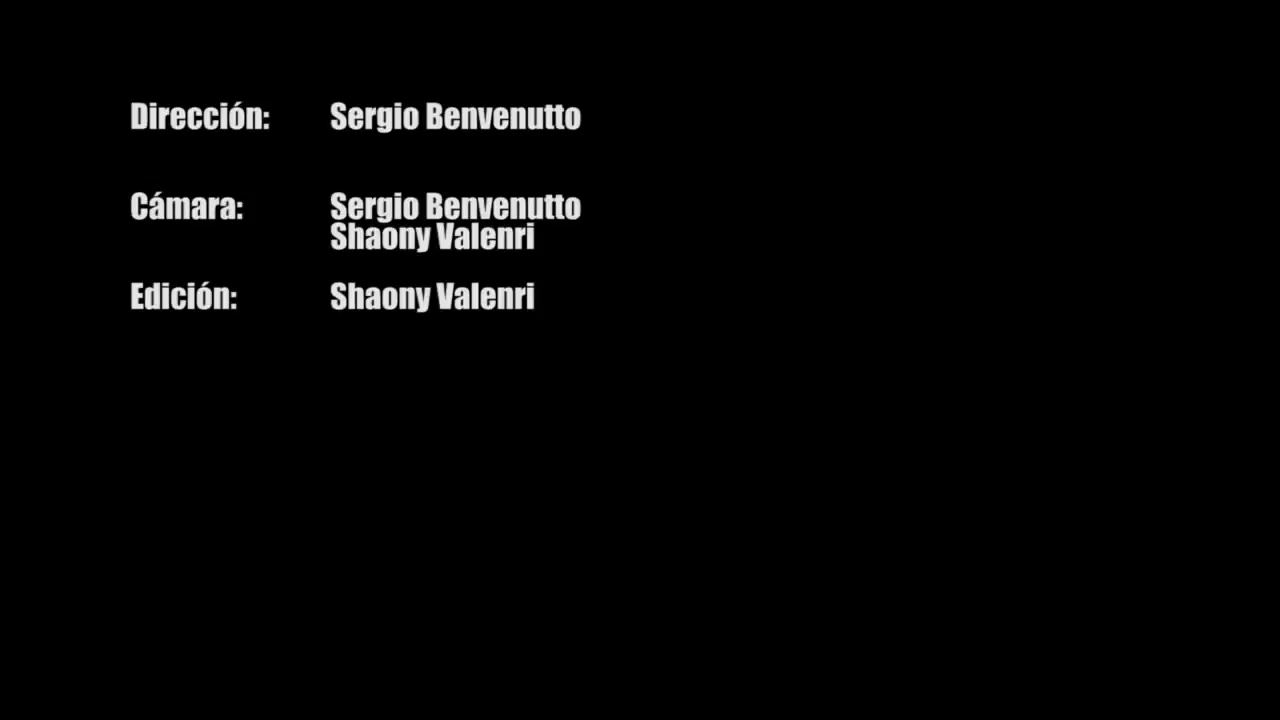 Dirección: Sergio Benvenutto
Cámara: Sergio Benvenutto
Shaony Valenri
Edición: Shaony Valenri